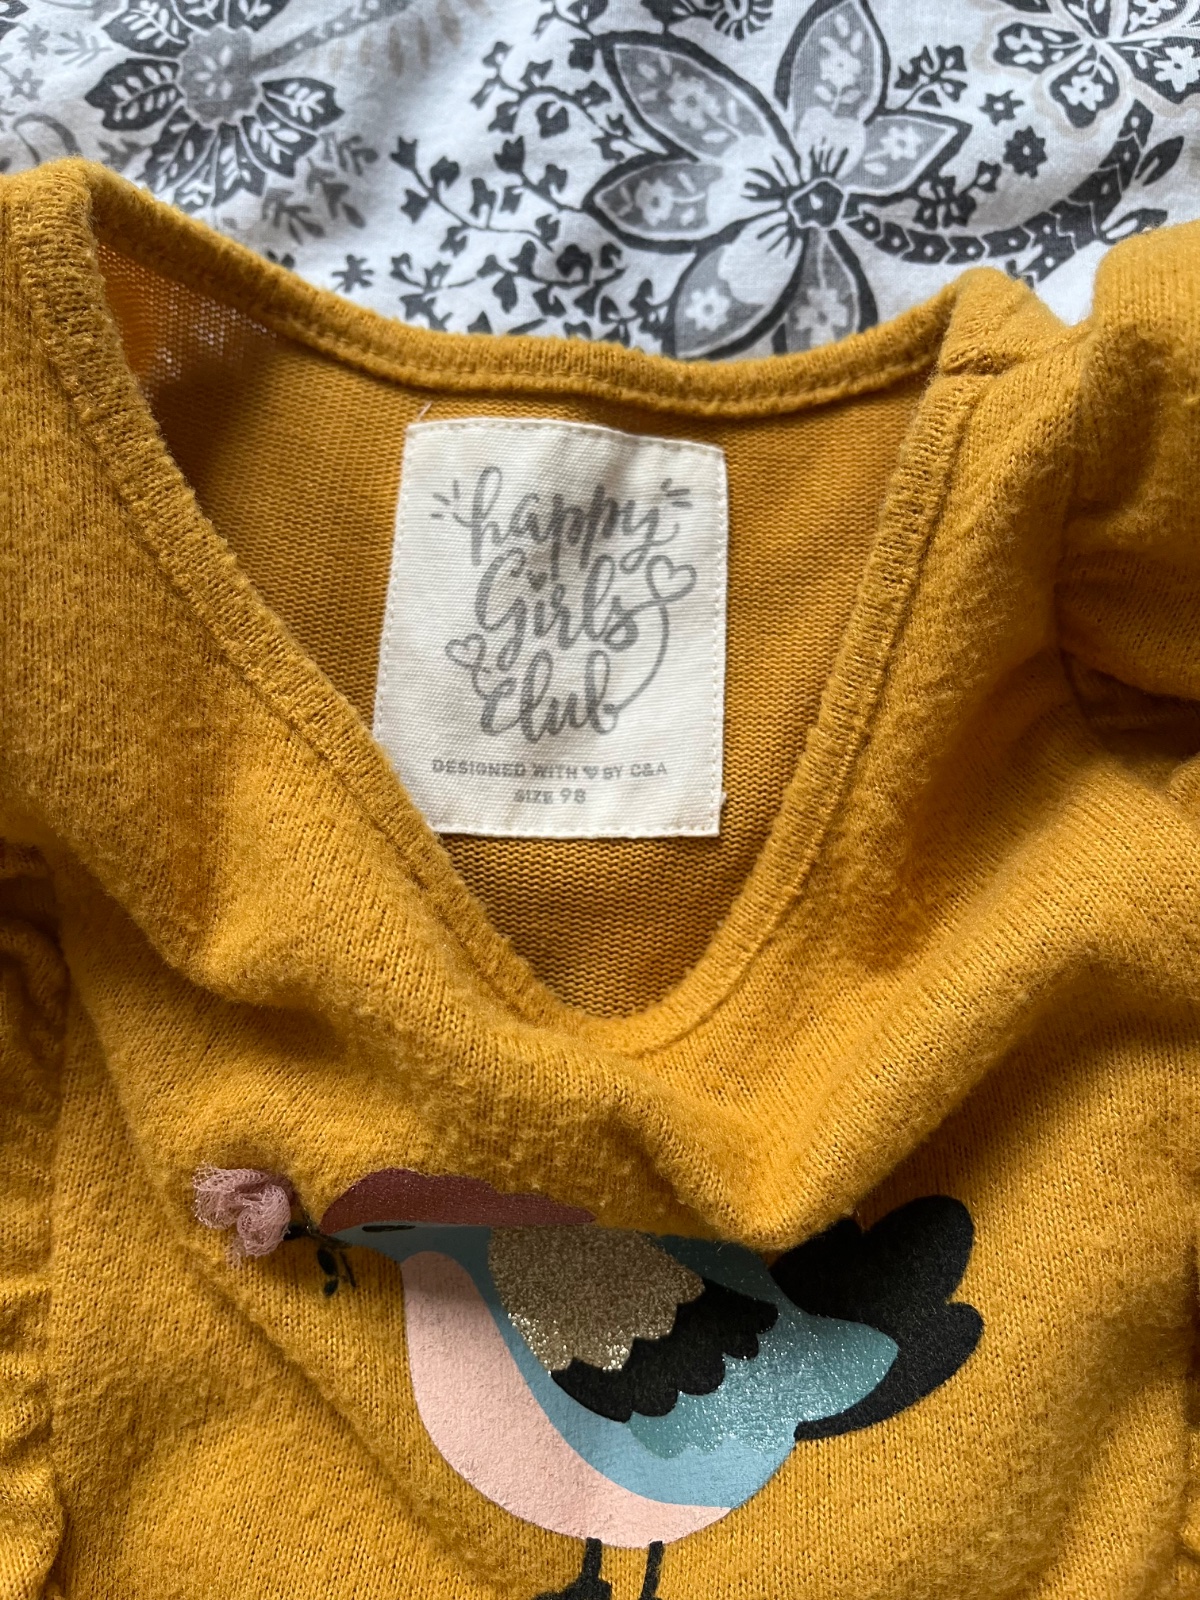 happy
Girls
Club
DESIGNED WITH ♥ BY C&A
SIZE 98